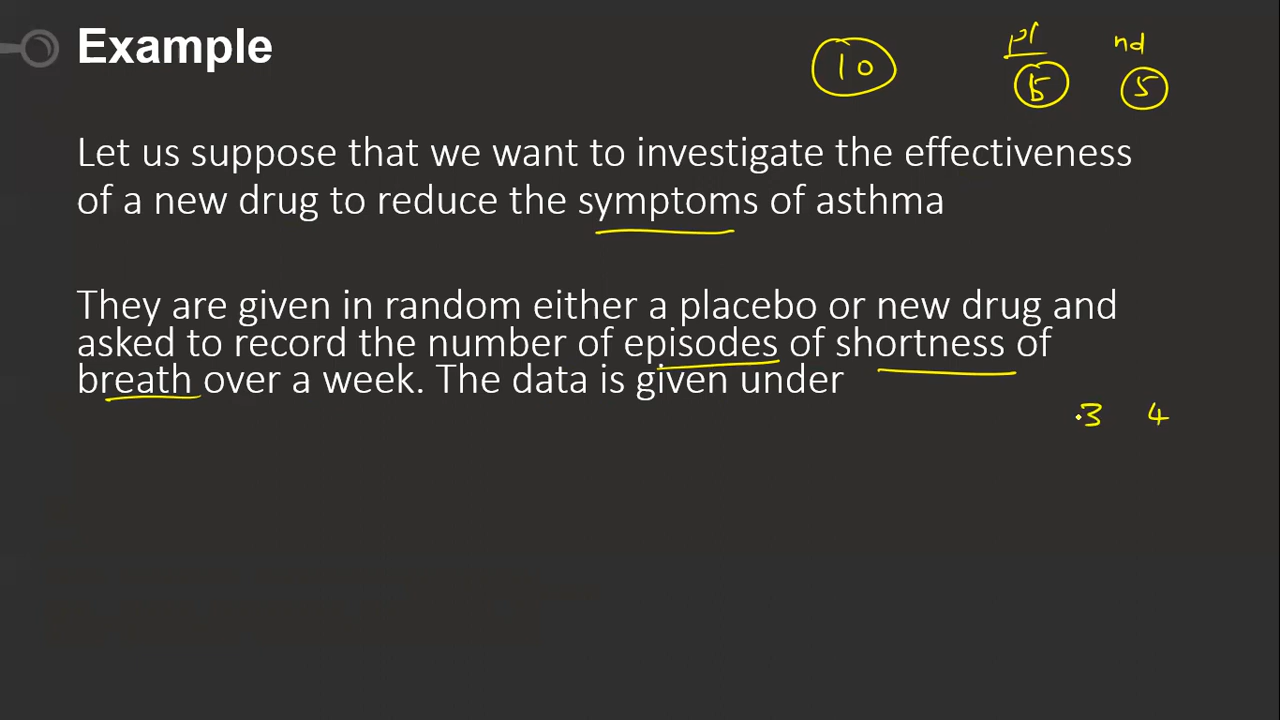 Example
10
pl
nd
5
5
Let us suppose that we want to investigate the effectiveness
of a new drug to reduce the symptoms of asthma
They are given in random either a placebo or new drug and
asked to record the number of episodes of shortness of
breath over a week. The data is given under
3 4